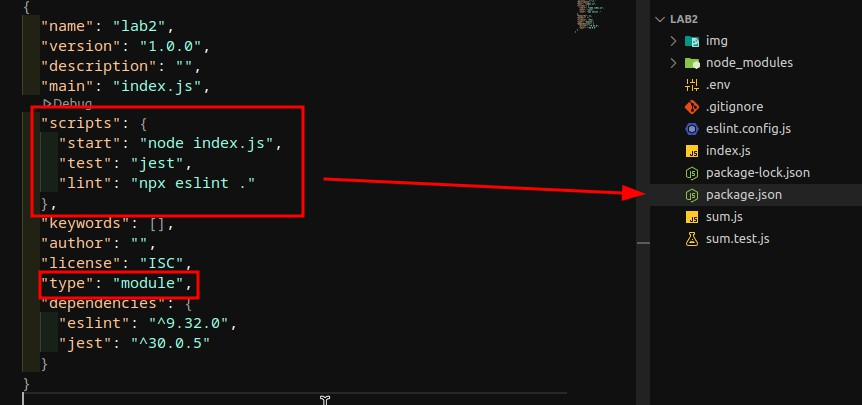 {
"name": "lab2",
"version": "1.0.0",
"description": "",
"main": "index.js",
Debug
"scripts": {
"start": "node index.js",
"test": "jest",
"lint": "npx eslint ."
},
"keywords": [],
"author": "",
"license": "ISC",
"type": "module",
"dependencies": {
"eslint": "^9.32.0",
"jest": "^30.0.5"
}
}
LAB2
img
node_modules
.env
.gitignore
eslint.config.js
index.js
package-lock.json
package.json
sum.js
sum.test.js